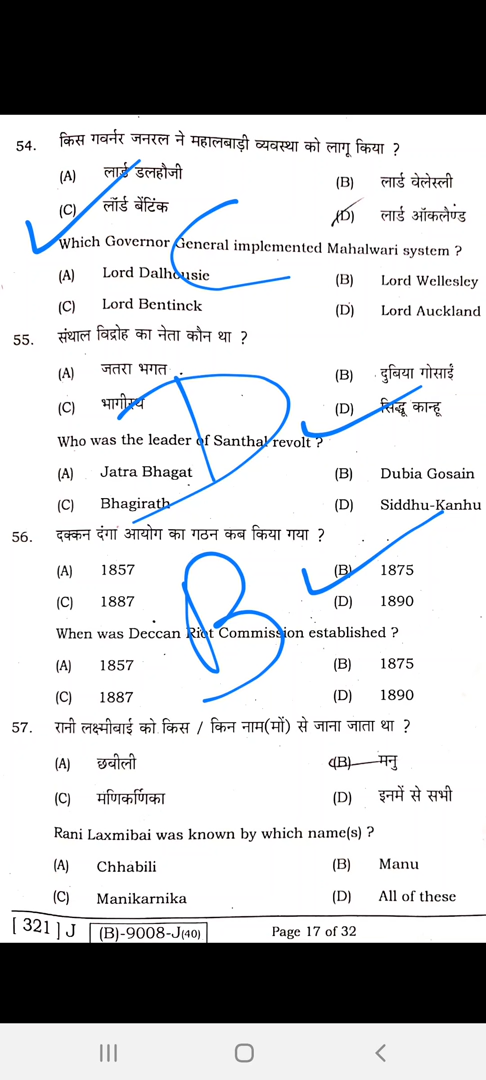 54. किस गवर्नर जनरल ने महालबाड़ी व्यवस्था को लागू किया ?
(A) लार्ड डलहौजी (B) लार्ड वेलेस्ली
(C) लॉर्ड बेंटिंक (D) लार्ड ऑकलैण्ड
Which Governor General implemented Mahalwari system ?
(A) Lord Dalhousie (B) Lord Wellesley
(C) Lord Bentinck (D) Lord Auckland
C
55. संथाल विद्रोह का नेता कौन था ?
(A) जतरा भगत (B) दुबिया गोसाईं
(C) भागीरथ (D) सिद्धू कान्हू
Who was the leader of Santhal revolt ?
(A) Jatra Bhagat (B) Dubia Gosain
(C) Bhagirath (D) Siddhu-Kanhu
D
56. दक्कन दंगा आयोग का गठन कब किया गया ?
(A) 1857 (B) 1875
(C) 1887 (D) 1890
When was Deccan Riot Commission established ?
(A) 1857 (B) 1875
(C) 1887 (D) 1890
B
57. रानी लक्ष्मीबाई को किस / किन नाम(मों) से जाना जाता था ?
(A) छबीली (B) मनु
(C) मणिकर्णिका (D) इनमें से सभी
Rani Laxmibai was known by which name(s) ?
(A) Chhabili (B) Manu
(C) Manikarnika (D) All of these
[ 321 ] J (B)-9008-J(40) Page 17 of 32